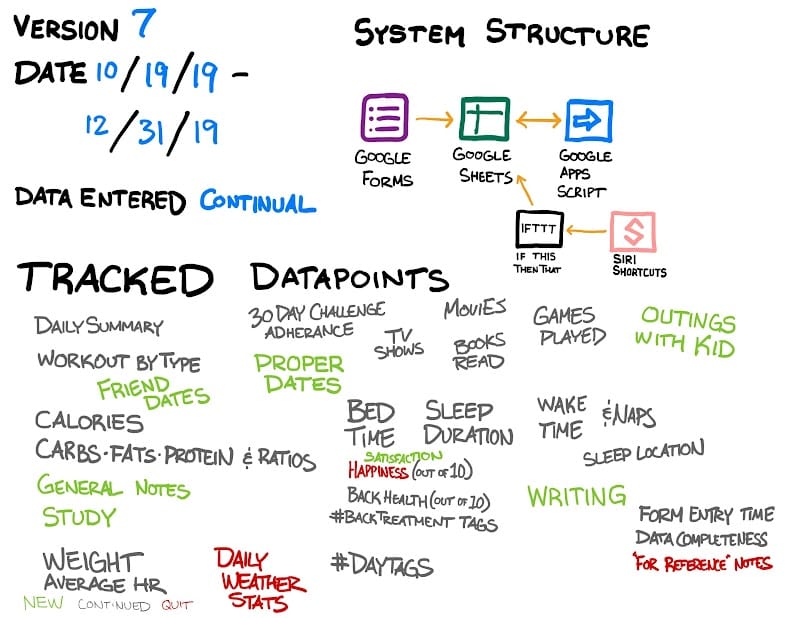 VERSION 7
DATE 10/19/19 -
12/31/19
DATA ENTERED CONTINUAL
SYSTEM STRUCTURE
GOOGLE
FORMS
GOOGLE
SHEETS
GOOGLE
APPS
SCRIPT
IFTTT
IF THIS
THEN THAT
S
SIRI
SHORTCUTS
TRACKED DATAPOINTS
DAILY SUMMARY
30 DAY CHALLENGE
ADHERANCE
TV
SHOWS
MOVIES
BOOKS
READ
GAMES
PLAYED
OUTINGS
WITH KID
WORKOUT BY TYPE
FRIEND
DATES
PROPER
DATES
CALORIES
CARBS·FATS·PROTEIN & RATIOS
BED
TIME
SLEEP
DURATION
WAKE
TIME
& NAPS
SLEEP LOCATION
SATISFACTION
HAPPINESS (OUT OF 10)
GENERAL NOTES
STUDY
BACK HEALTH (OUT OF 10)
#BACKTREATMENT TAGS
WRITING
FORM ENTRY TIME
DATA COMPLETENESS
"FOR REFERENCE" NOTES
WEIGHT
AVERAGE HR
DAILY
WEATHER
STATS
#DAYTAGS
NEW CONTINUED QUIT